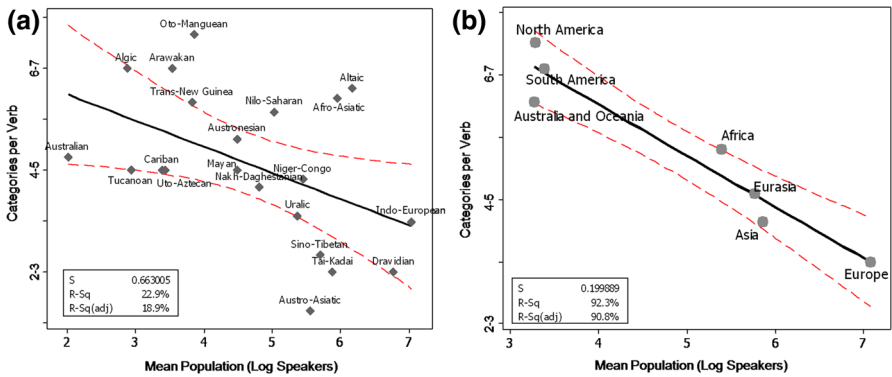 (a)
Categories per Verb
6-7
4-5
2-3
Oto-Manguean
Algic
Arawakan
Trans-New Guinea
Altaic
Afro-Asiatic
Nilo-Saharan
Austronesian
Australian
Cariban
Tucanoan
Uto-Aztecan
Mayan
Nakh-Daghestanian
Niger-Congo
Uralic
Indo-European
Sino-Tibetan
Tai-Kadai
Dravidian
Austro-Asiatic
S 0.663005
R-Sq 22.9%
R-Sq(adj) 18.9%
2 3 4 5 6 7
Mean Population (Log Speakers)
(b)
Categories per Verb
6-7
4-5
2-3
North America
South America
Australia and Oceania
Africa
Eurasia
Asia
Europe
S 0.199889
R-Sq 92.3%
R-Sq(adj) 90.8%
3 4 5 6 7
Mean Population (Log Speakers)